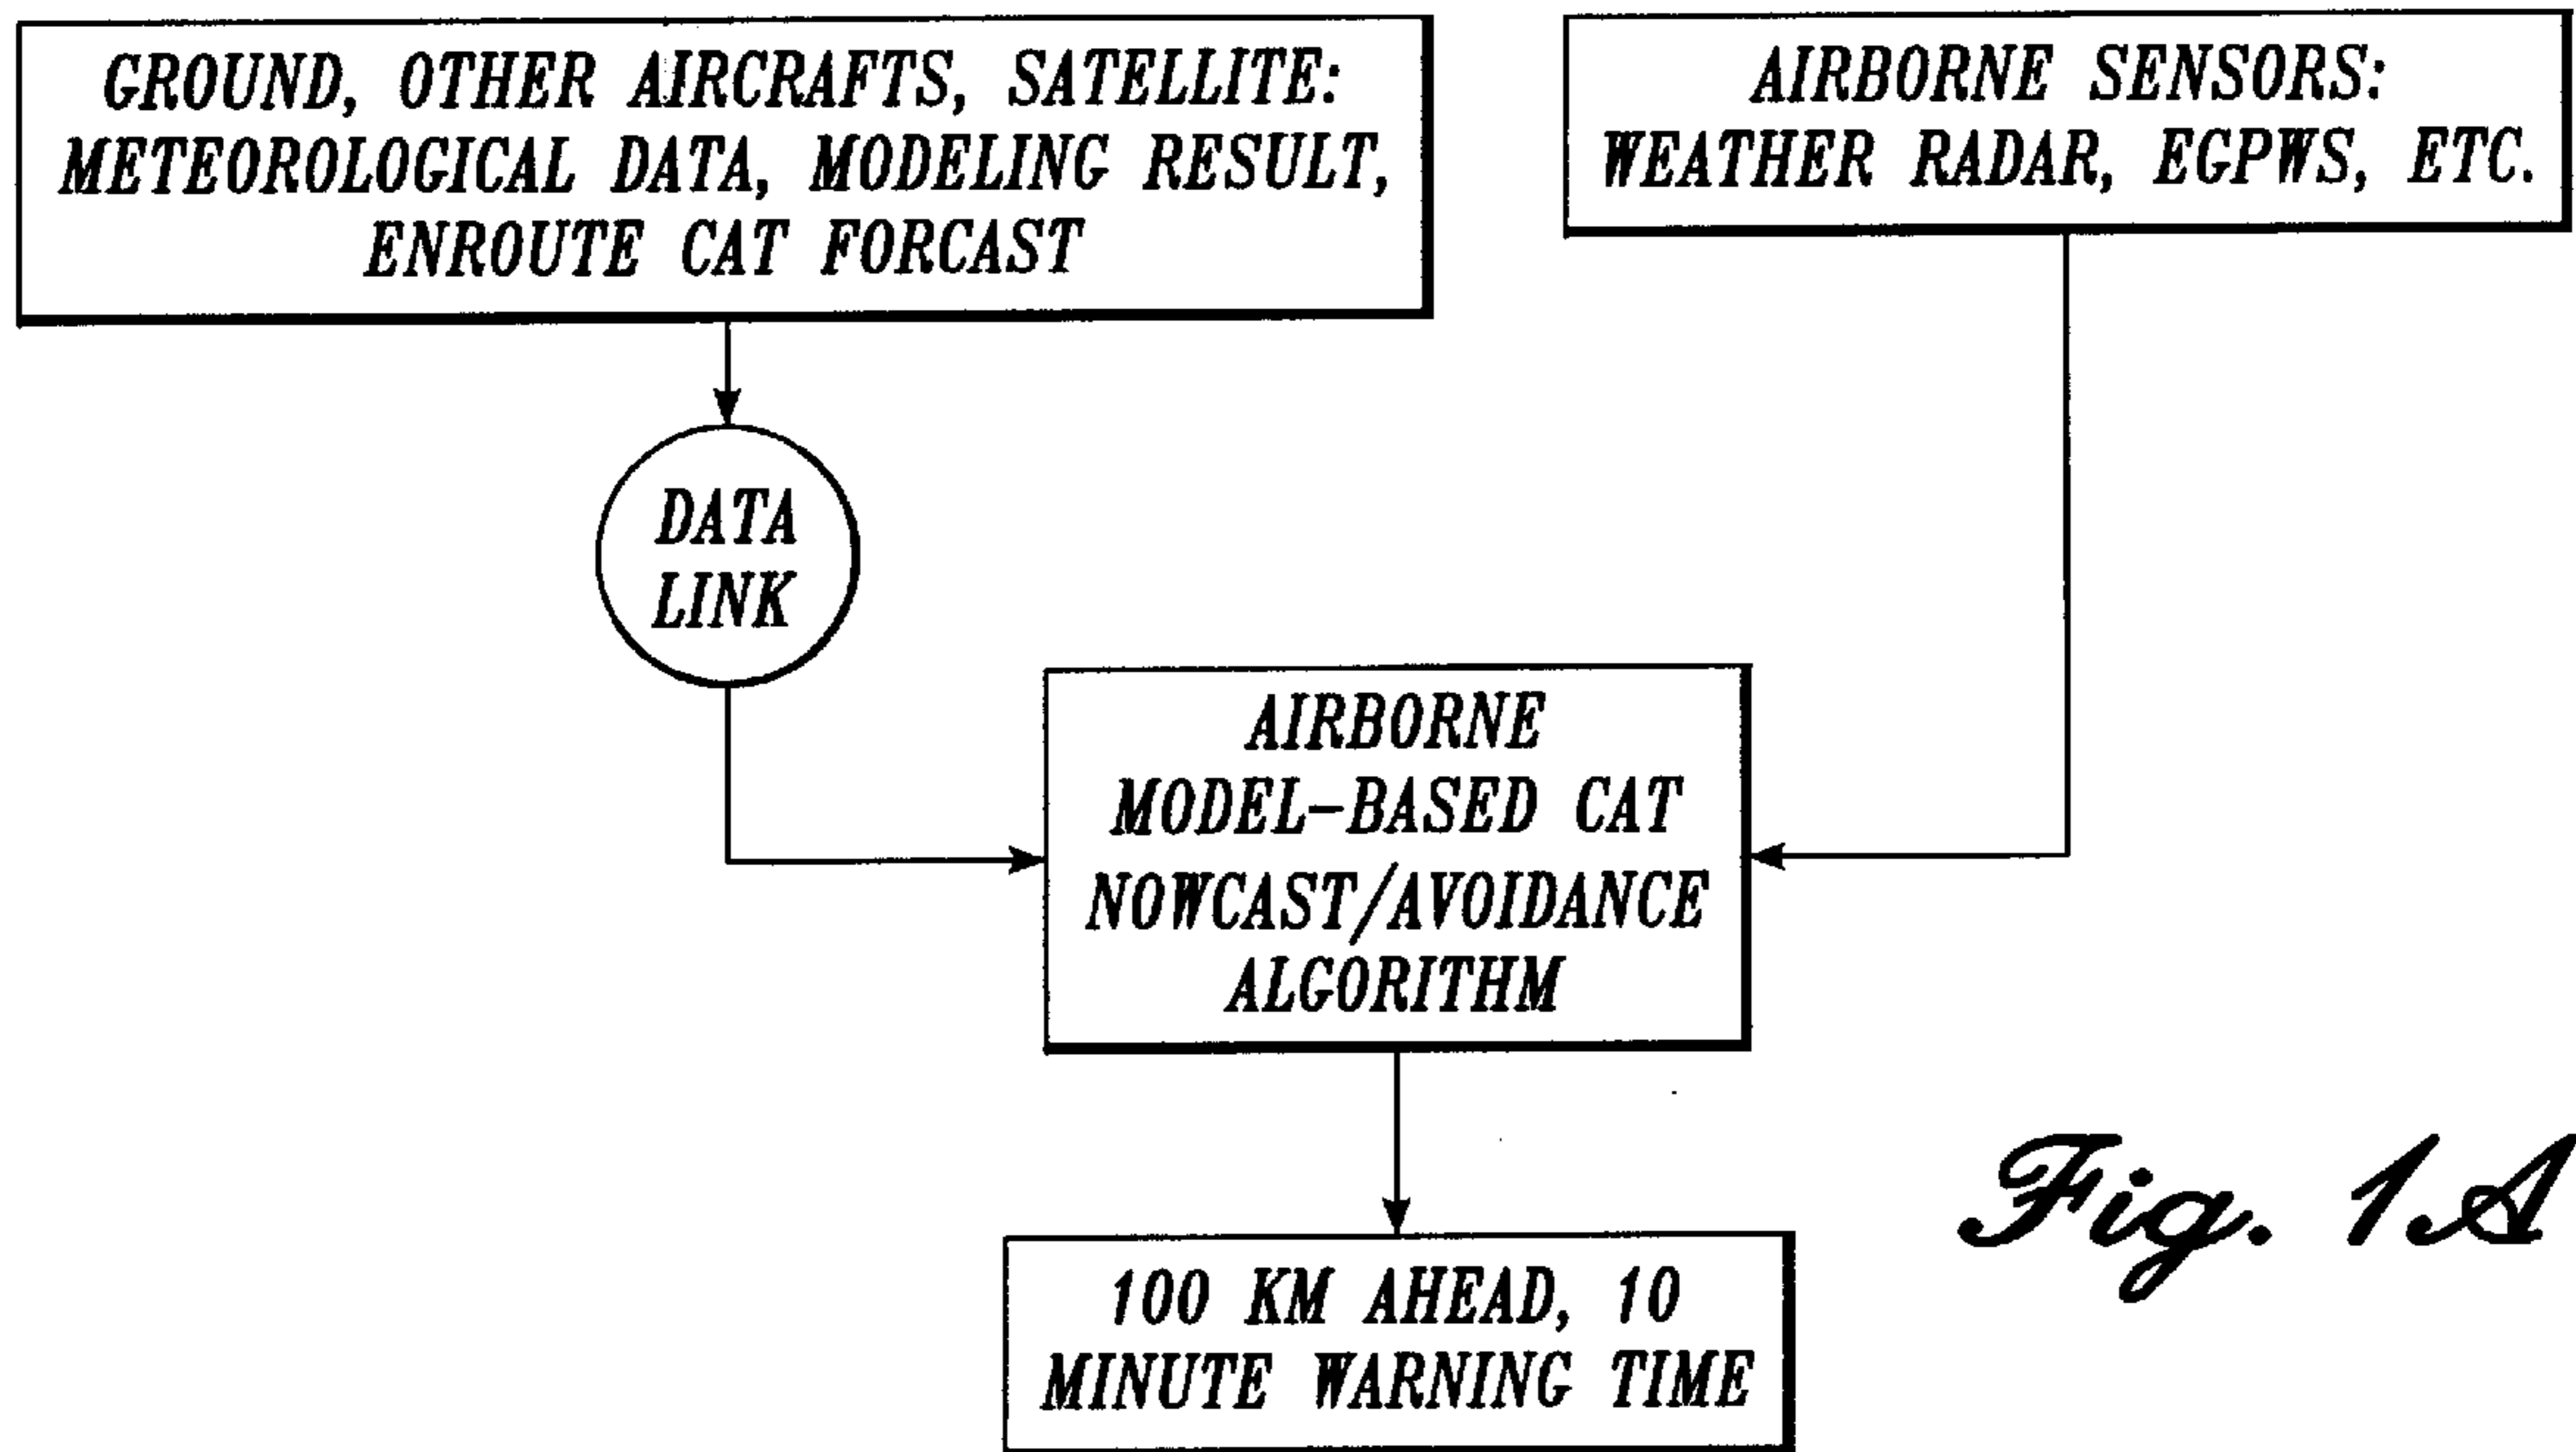 GROUND, OTHER AIRCRAFTS, SATELLITE:
METEOROLOGICAL DATA, MODELING RESULT,
ENROUTE CAT FORCAST
AIRBORNE SENSORS:
WEATHER RADAR, EGPWS, ETC.
DATA
LINK
AIRBORNE
MODEL-BASED CAT
NOWCAST/AVOIDANCE
ALGORITHM
100 KM AHEAD, 10
MINUTE WARNING TIME
Fig. 1A